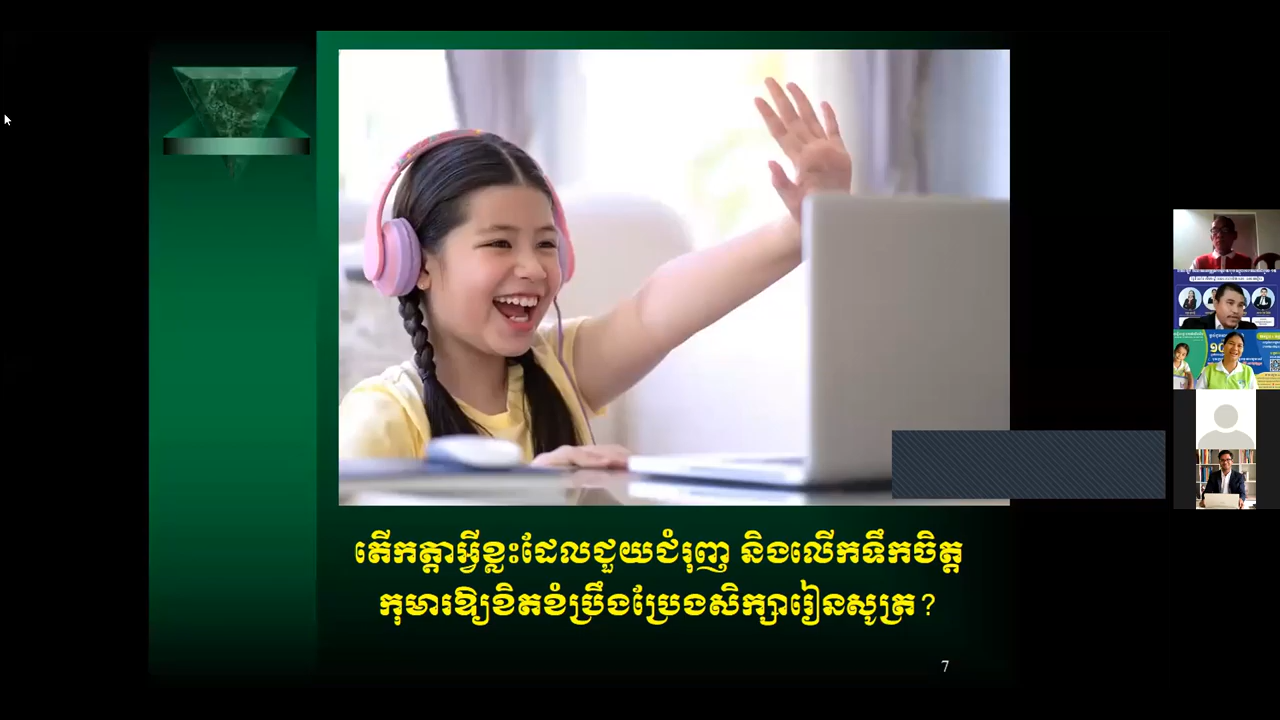 តើកត្តាអ្វីខ្លះដែលជួយជំរុញ និងលើកទឹកចិត្ត
កុមារឱ្យខិតខំប្រឹងប្រែងសិក្សារៀនសូត្រ?
7